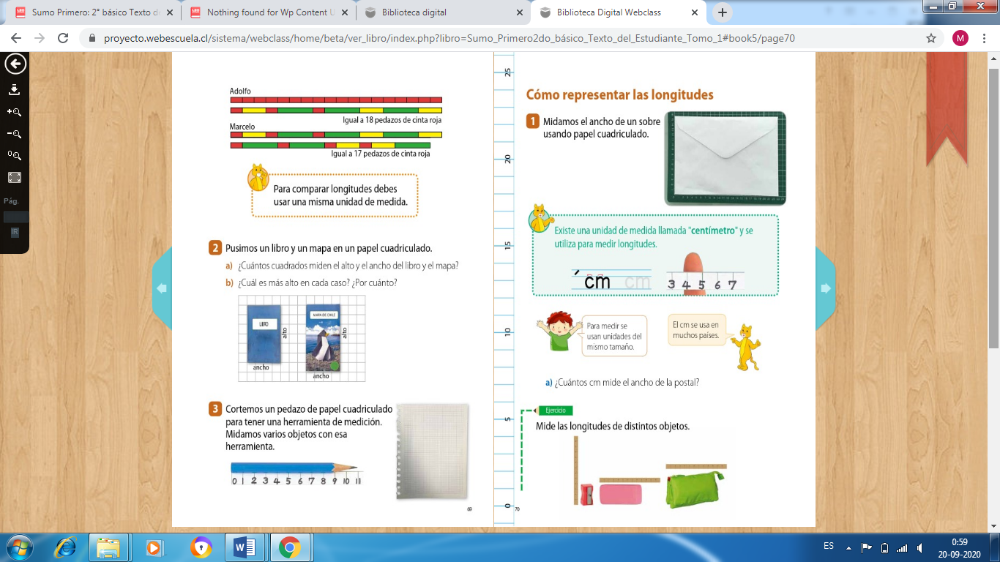 Sumo Primero: 2° básico Texto de
Nothing found for Wp Content U
Biblioteca digital
Biblioteca Digital Webclass
proyecto.webescuela.cl/sistema/webclass/home/beta/ver_libro/index.php?libro=Sumo_Primero2do_básico_Texto_del_Estudiante_Tomo_1#book5/page70
M
Pág.
IR
Adolfo
Igual a 18 pedazos de cinta roja
Marcelo
Igual a 17 pedazos de cinta roja
Para comparar longitudes debes
usar una misma unidad de medida.
2 Pusimos un libro y un mapa en un papel cuadriculado.
a) ¿Cuántos cuadrados miden el alto y el ancho del libro y el mapa?
b) ¿Cuál es más alto en cada caso? ¿Por cuánto?
LIBRO
alto
ancho
MAPA DE CHILE
alto
ancho
3 Cortemos un pedazo de papel cuadriculado
para tener una herramienta de medición.
Midamos varios objetos con esa
herramienta.
0 1 2 3 4 5 6 7 8 9 10 11
69
25
20
15
10
5
0
Cómo representar las longitudes
1 Midamos el ancho de un sobre
usando papel cuadriculado.
Existe una unidad de medida llamada "centímetro" y se
utiliza para medir longitudes.
cm cm
3 4 5 6 7
Para medir se
usan unidades del
mismo tamaño.
El cm se usa en
muchos países.
a) ¿Cuántos cm mide el ancho de la postal?
Ejercicio
Mide las longitudes de distintos objetos.
70
ES
0:59
20-09-2020